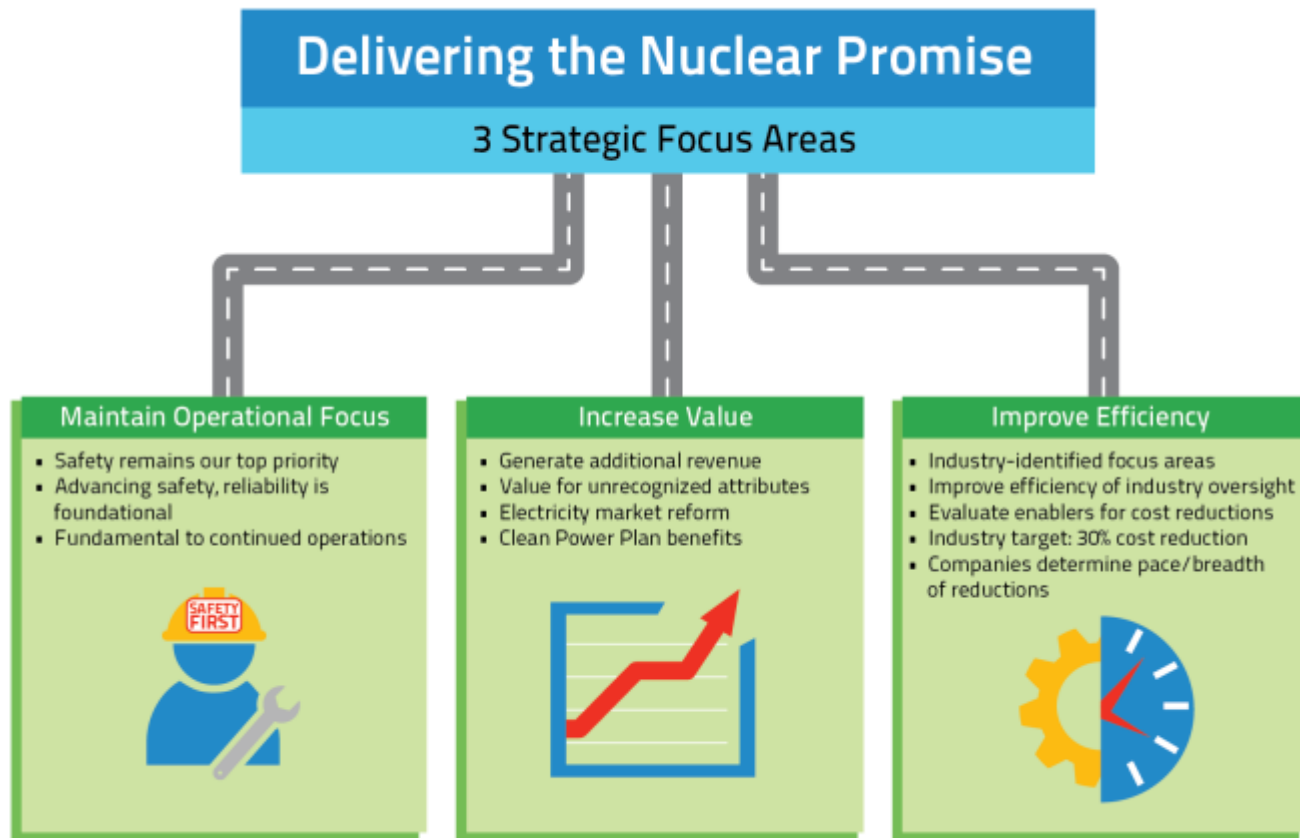 Delivering the Nuclear Promise
3 Strategic Focus Areas
Maintain Operational Focus
▪ Safety remains our top priority
▪ Advancing safety, reliability is
foundational
▪ Fundamental to continued operations
SAFETY
FIRST
Increase Value
▪ Generate additional revenue
▪ Value for unrecognized attributes
▪ Electricity market reform
▪ Clean Power Plan benefits
Improve Efficiency
▪ Industry-identified focus areas
▪ Improve efficiency of industry oversight
▪ Evaluate enablers for cost reductions
▪ Industry target: 30% cost reduction
▪ Companies determine pace/breadth
of reductions